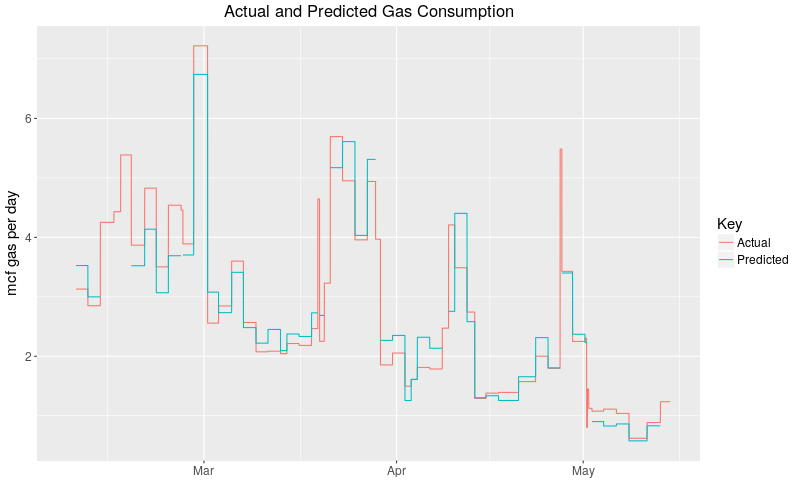 Actual and Predicted Gas Consumption
mcf gas per day
6
4
2
Mar
Apr
May
Key
Actual
Predicted